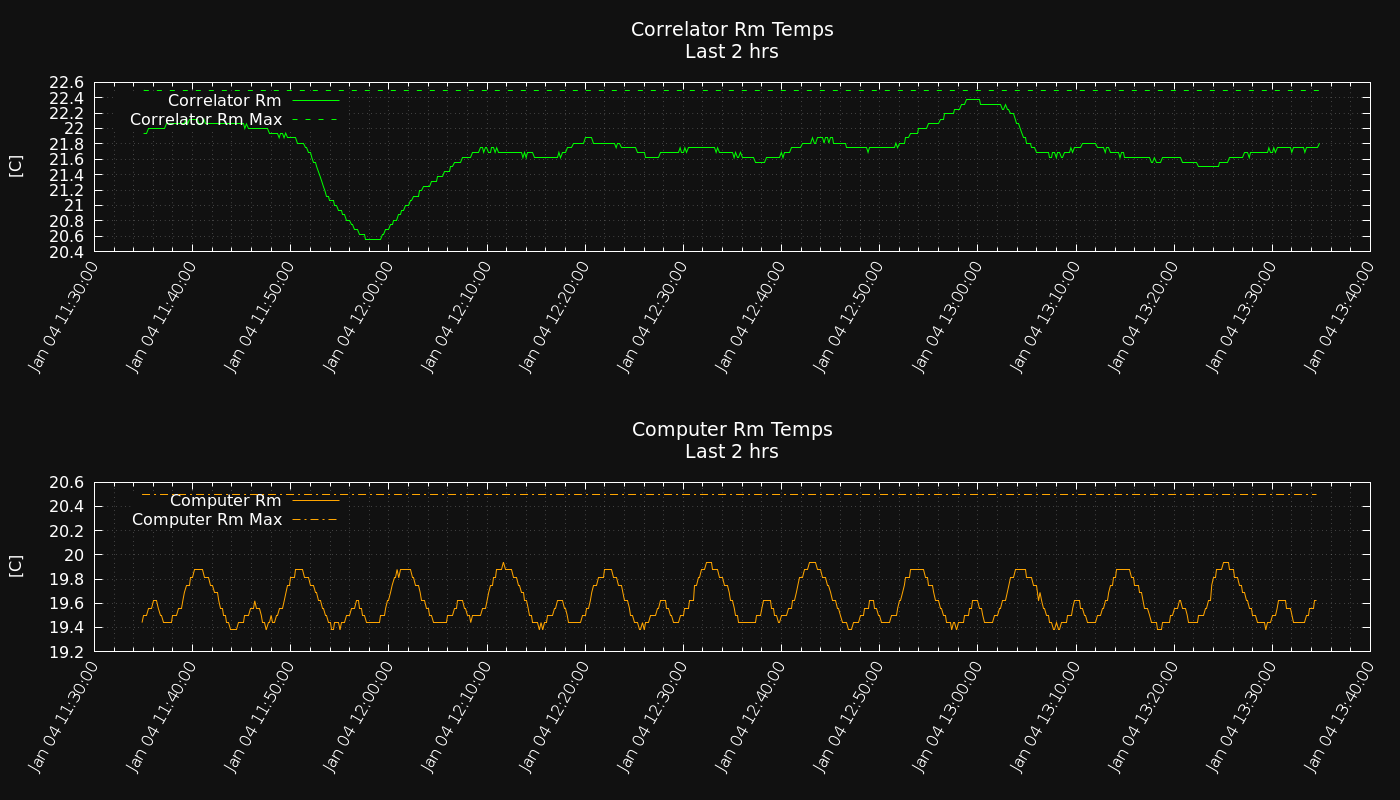 Correlator Rm Temps
Last 2 hrs
[C]
22.6
22.4
22.2
22
21.8
21.6
21.4
21.2
21
20.8
20.6
20.4
Correlator Rm
Correlator Rm Max
Jan 04 11:30:00
Jan 04 11:40:00
Jan 04 11:50:00
Jan 04 12:00:00
Jan 04 12:10:00
Jan 04 12:20:00
Jan 04 12:30:00
Jan 04 12:40:00
Jan 04 12:50:00
Jan 04 13:00:00
Jan 04 13:10:00
Jan 04 13:20:00
Jan 04 13:30:00
Jan 04 13:40:00
Computer Rm Temps
Last 2 hrs
[C]
20.6
20.4
20.2
20
19.8
19.6
19.4
19.2
Computer Rm
Computer Rm Max
Jan 04 11:30:00
Jan 04 11:40:00
Jan 04 11:50:00
Jan 04 12:00:00
Jan 04 12:10:00
Jan 04 12:20:00
Jan 04 12:30:00
Jan 04 12:40:00
Jan 04 12:50:00
Jan 04 13:00:00
Jan 04 13:10:00
Jan 04 13:20:00
Jan 04 13:30:00
Jan 04 13:40:00